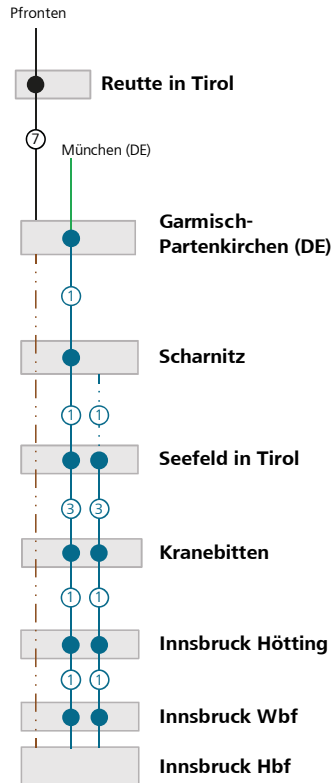 Pfronten
Reutte in Tirol
7
München (DE)
Garmisch-
Partenkirchen (DE)
1
Scharnitz
1 1
Seefeld in Tirol
3 3
Kranebitten
1 1
Innsbruck Hötting
1 1
Innsbruck Wbf
Innsbruck Hbf